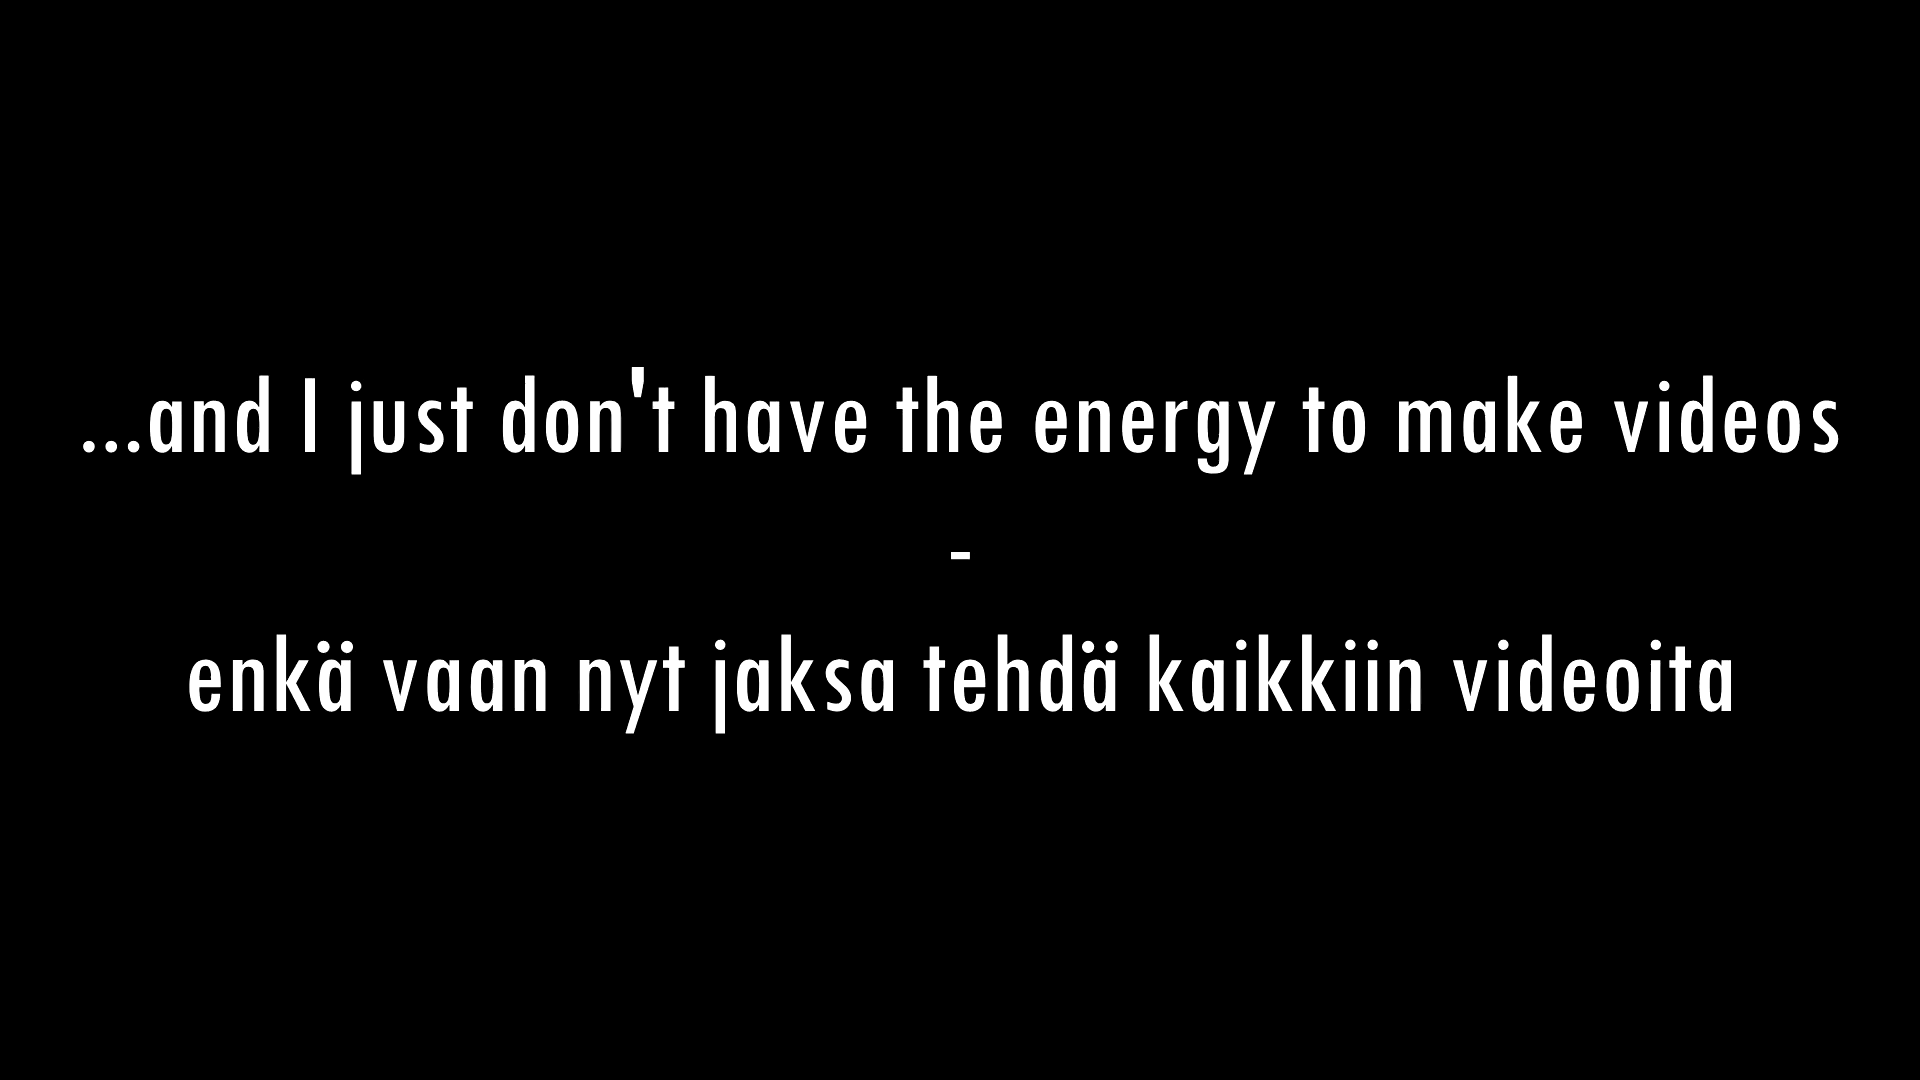 ...and I just don't have the energy to make videos
-
enkä vaan nyt jaksa tehdä kaikkiin videoita